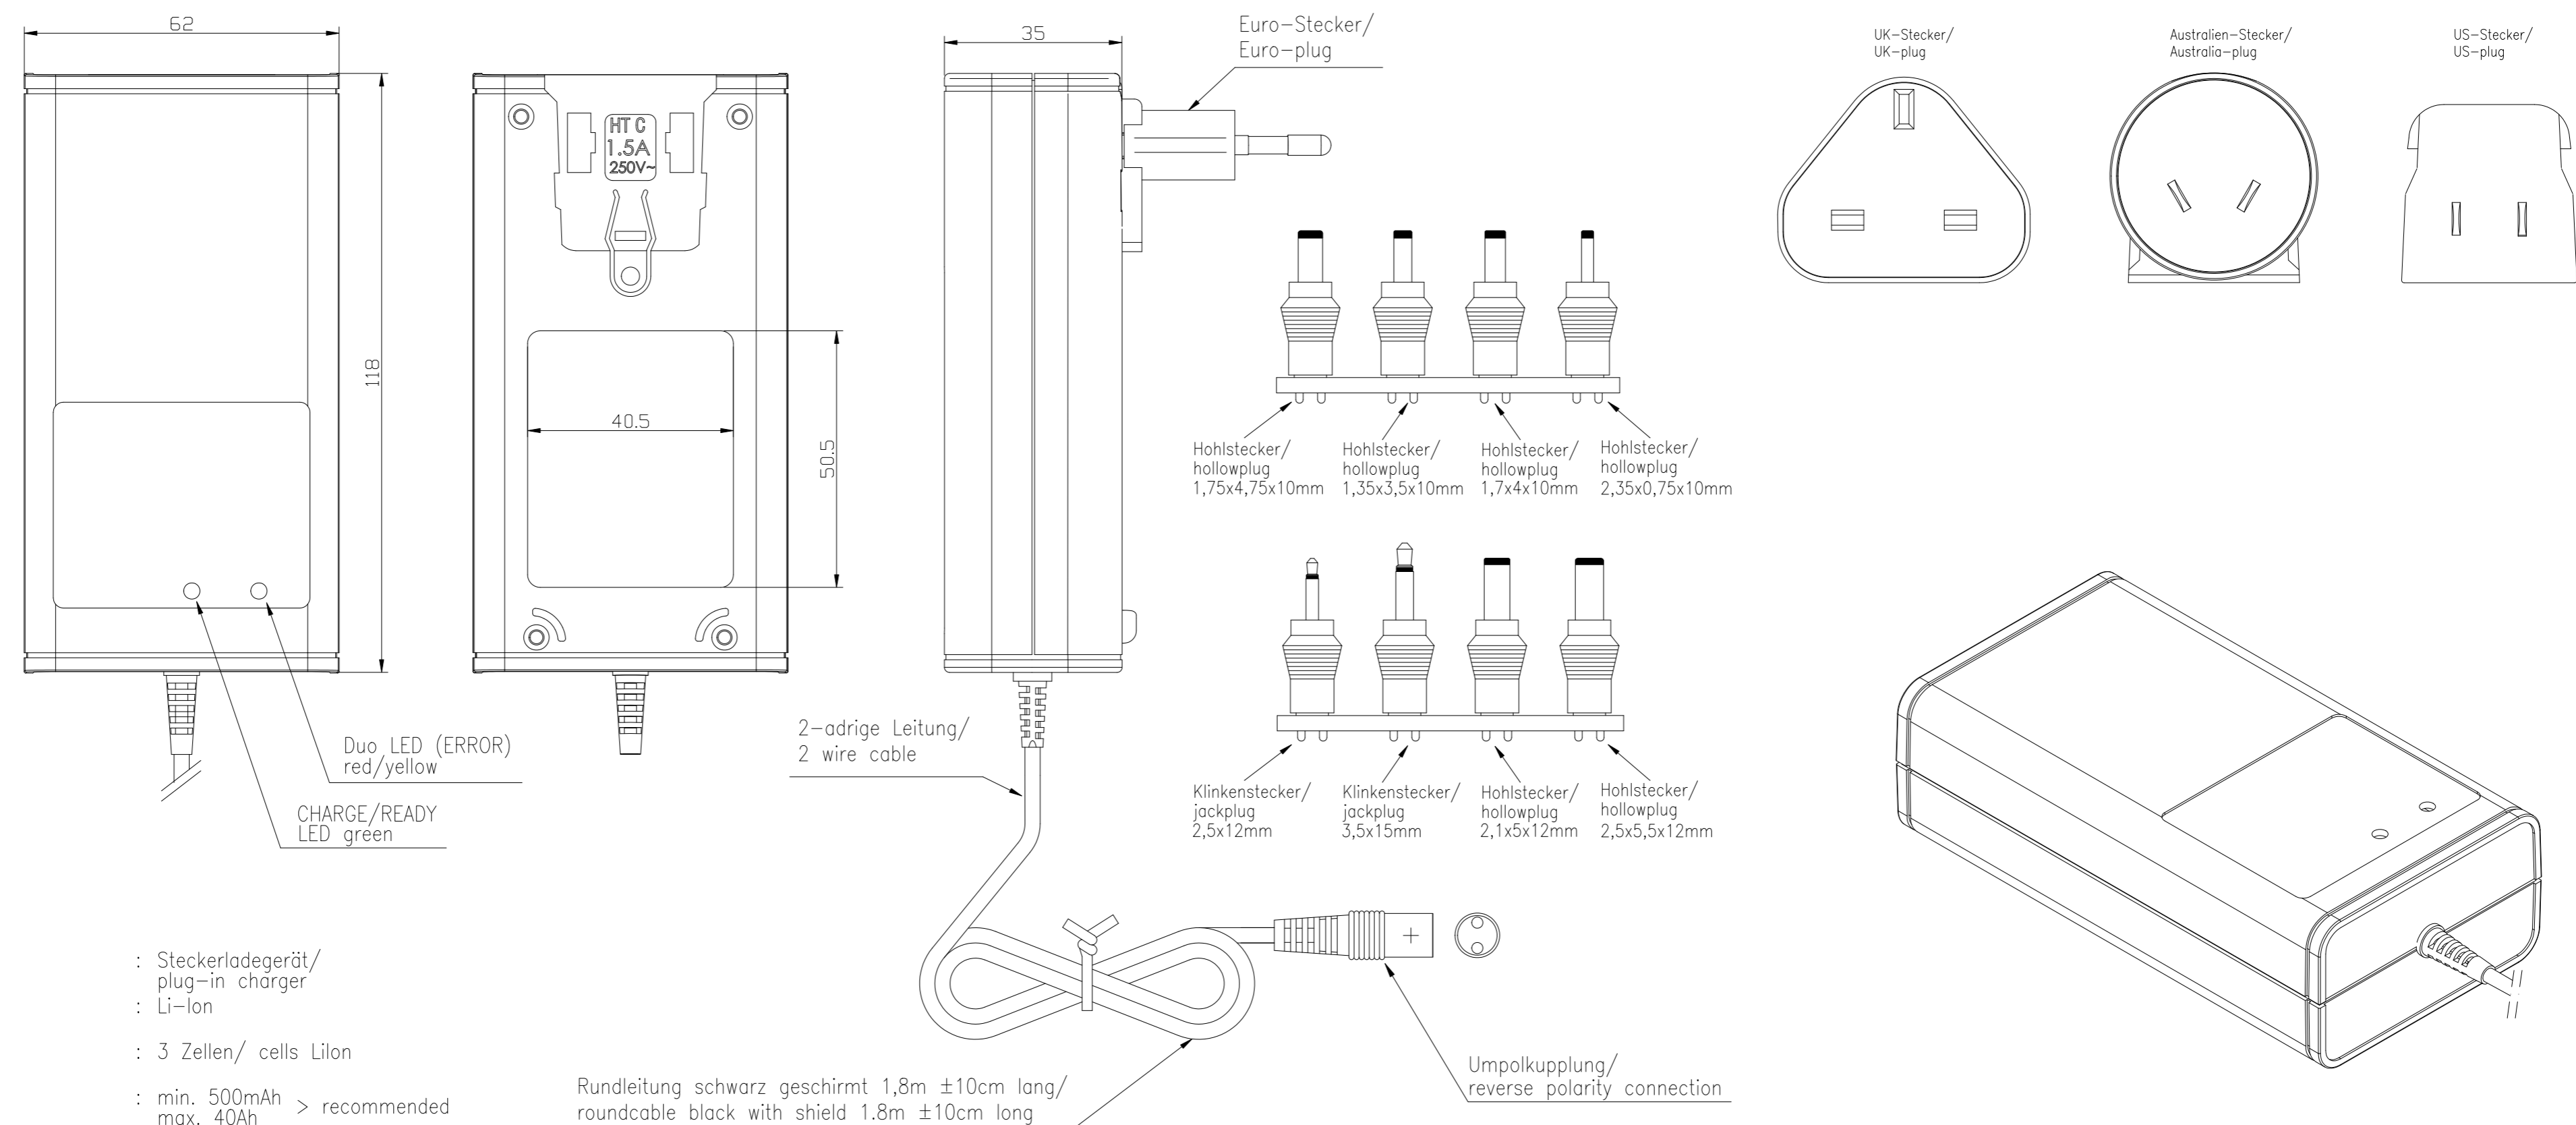 62
118
Duo LED (ERROR)
red/yellow
CHARGE/READY
LED green
HT C
1.5A
250V~
40.5
50.5
35
Euro-Stecker/
Euro-plug
UK-Stecker/
UK-plug
Australien-Stecker/
Australia-plug
US-Stecker/
US-plug
Hohlstecker/
hollowplug
1,75x4,75x10mm
Hohlstecker/
hollowplug
1,35x3,5x10mm
Hohlstecker/
hollowplug
1,7x4x10mm
Hohlstecker/
hollowplug
2,35x0,75x10mm
Klinkenstecker/
jackplug
2,5x12mm
Klinkenstecker/
jackplug
3,5x15mm
Hohlstecker/
hollowplug
2,1x5x12mm
Hohlstecker/
hollowplug
2,5x5,5x12mm
2-adrige Leitung/
2 wire cable
+
Umpolkupplung/
reverse polarity connection
Rundleitung schwarz geschirmt 1,8m ±10cm lang/
roundcable black with shield 1.8m ±10cm long
: Steckerladegerät/
plug-in charger
: Li-Ion
: 3 Zellen/ cells LiIon
: min. 500mAh
max. 40Ah
> recommended